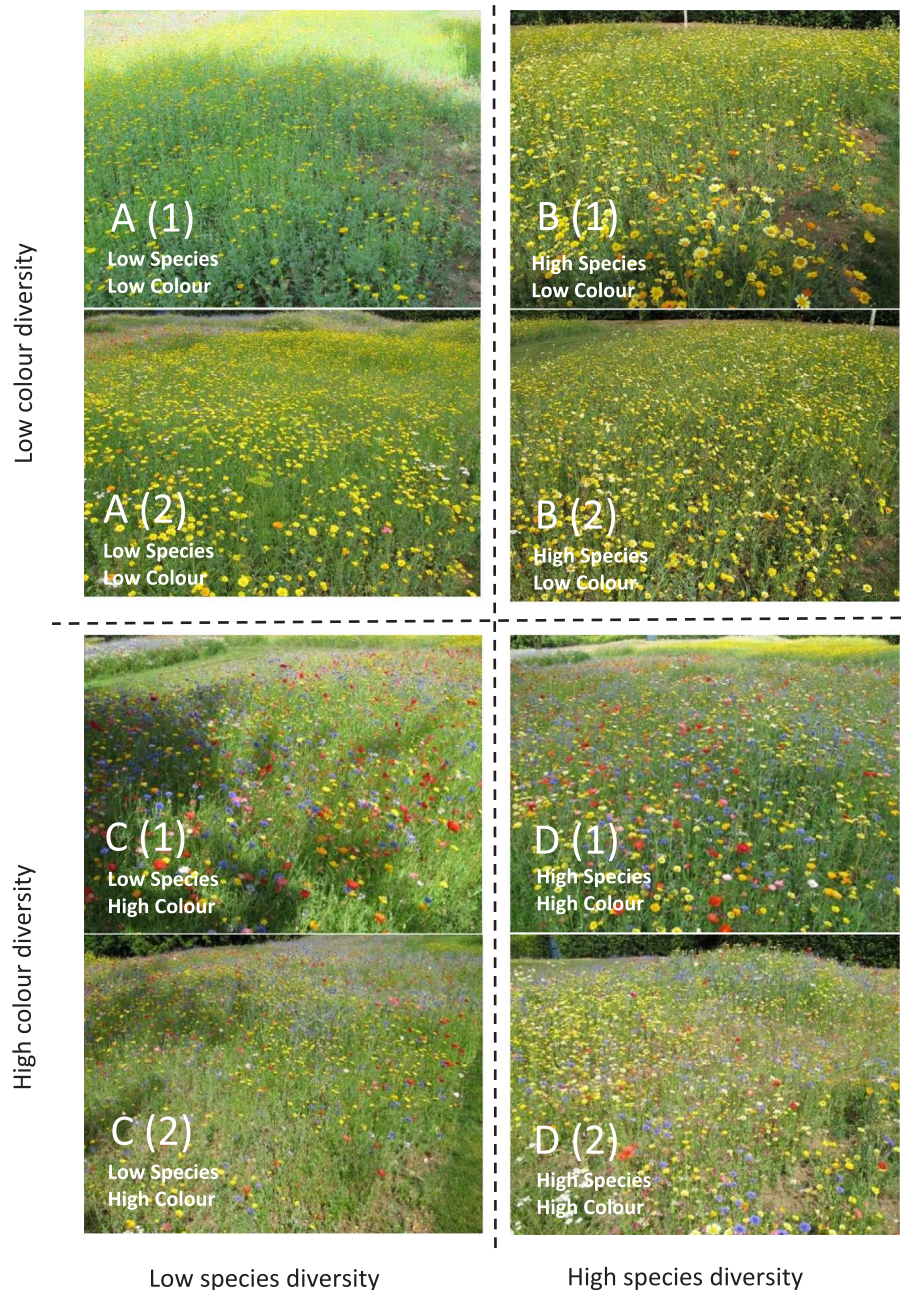 Low colour diversity
A (1)
Low Species
Low Colour
B (1)
High Species
Low Colour
A (2)
Low Species
Low Colour
B (2)
High Species
Low Colour
High colour diversity
C (1)
Low Species
High Colour
D (1)
High Species
High Colour
C (2)
Low Species
High Colour
D (2)
High Species
High Colour
Low species diversity
High species diversity